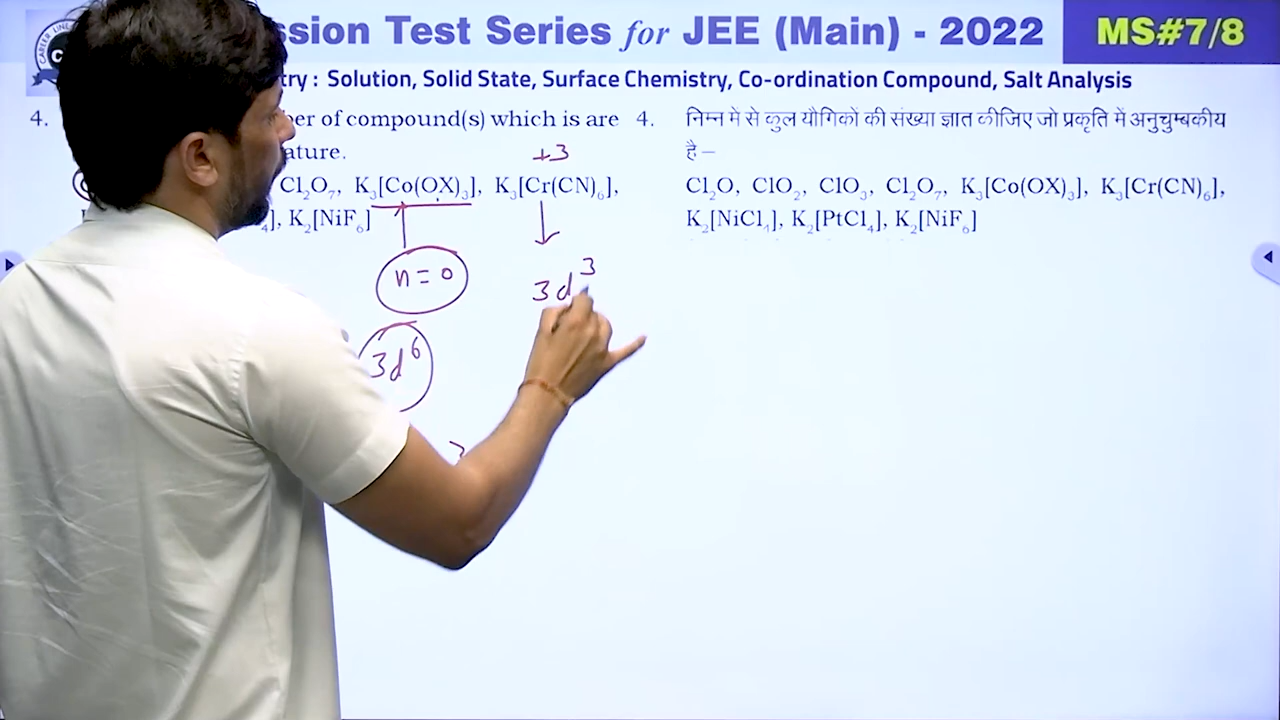 ssion Test Series for JEE (Main) - 2022
MS#7/8
try : Solution, Solid State, Surface Chemistry, Co-ordination Compound, Salt Analysis
4. ber of compound(s) which is are
ature.
Cl₂O₇, K₃[Co(OX)₃], K₃[Cr(CN)₆],
₄], K₂[NiF₆]
+3
n = 0
3d³
3d⁶
4. निम्न में से कुल यौगिकों की संख्या ज्ञात कीजिए जो प्रकृति में अनुचुम्बकीय
है –
Cl₂O, ClO₂, ClO₃, Cl₂O₇, K₃[Co(OX)₃], K₃[Cr(CN)₆],
K₂[NiCl₄], K₂[PtCl₄], K₂[NiF₆]